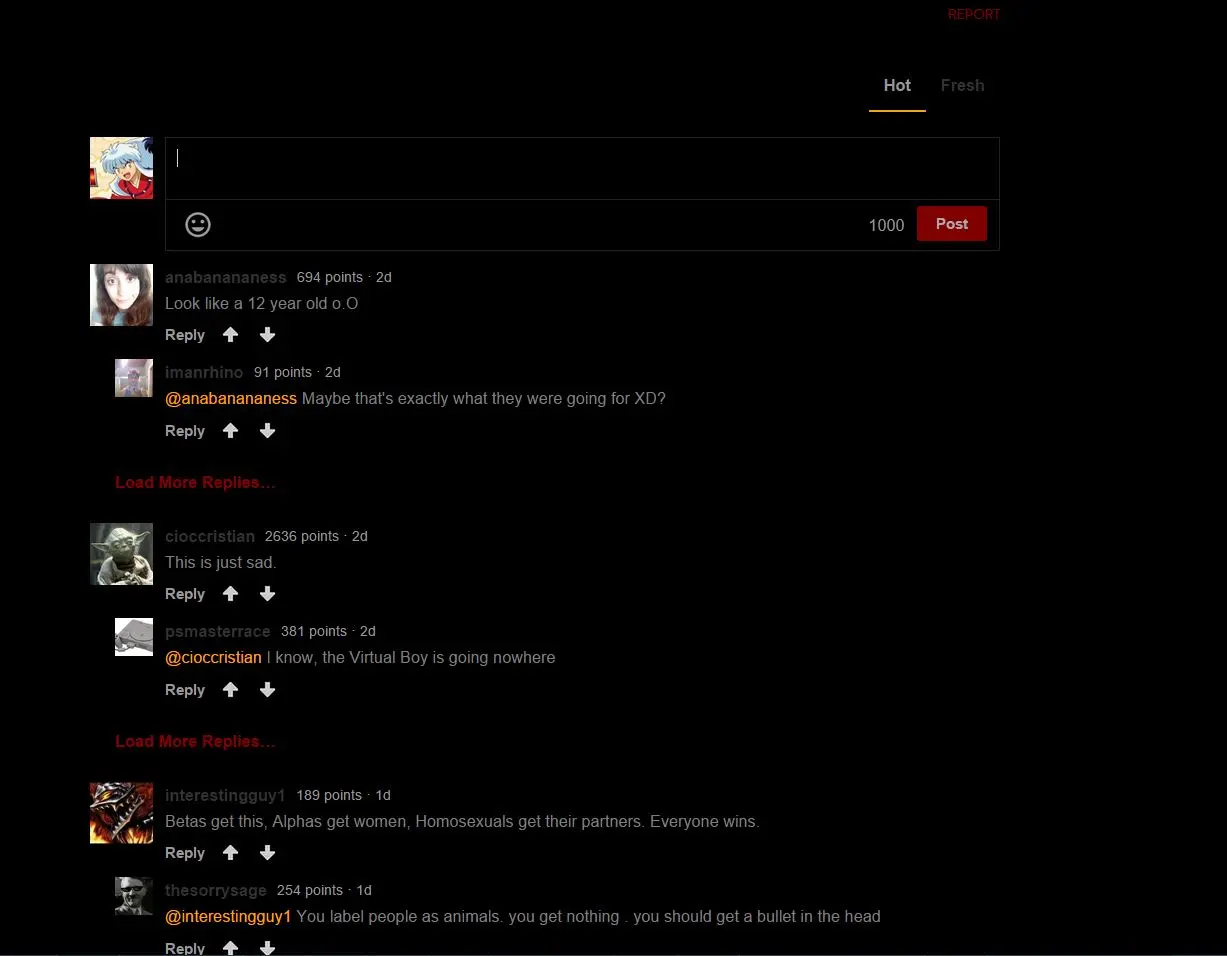 REPORT
Hot Fresh
1000 Post
anabanananess 694 points · 2d
Look like a 12 year old o.O
Reply
imanrhino 91 points · 2d
@anabanananess Maybe that's exactly what they were going for XD?
Reply
Load More Replies...
cioccristian 2636 points · 2d
This is just sad.
Reply
psmasterrace 381 points · 2d
@cioccristian I know, the Virtual Boy is going nowhere
Reply
Load More Replies...
interestingguy1 189 points · 1d
Betas get this, Alphas get women, Homosexuals get their partners. Everyone wins.
Reply
thesorrysage 254 points · 1d
@interestingguy1 You label people as animals. you get nothing . you should get a bullet in the head
Reply